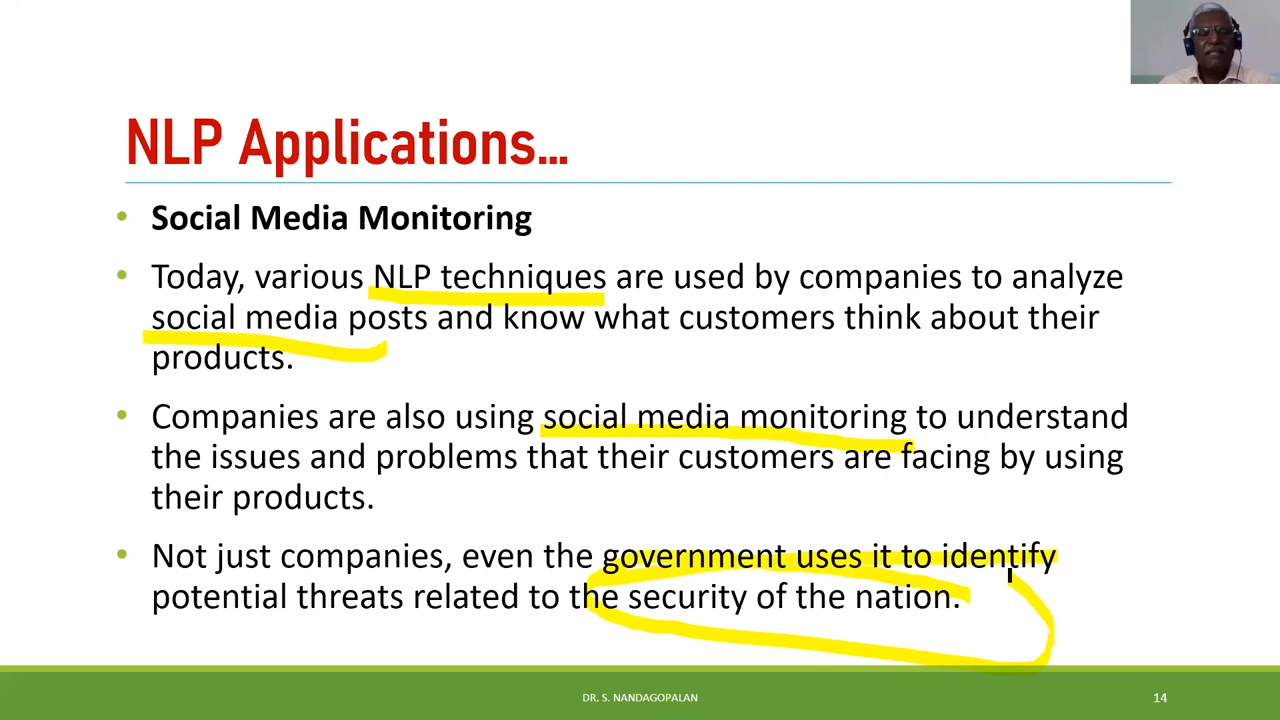 NLP Applications...
• Social Media Monitoring
• Today, various NLP techniques are used by companies to analyze
social media posts and know what customers think about their
products.
• Companies are also using social media monitoring to understand
the issues and problems that their customers are facing by using
their products.
• Not just companies, even the government uses it to identify
potential threats related to the security of the nation.
DR. S. NANDAGOPALAN
14